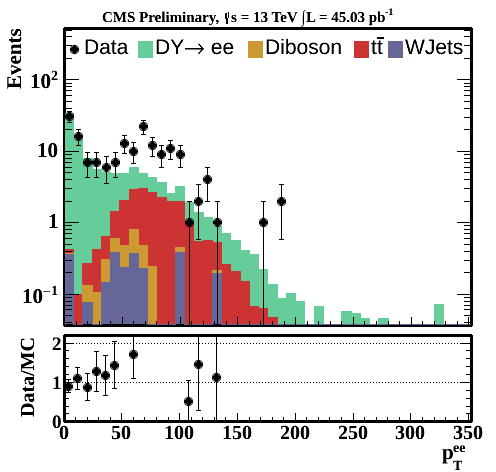 CMS Preliminary, √s = 13 TeV ∫L = 45.03 pb⁻¹
Events
Data DY→ ee Diboson tt̄ WJets
10²
10
1
10⁻¹
Data/MC
2
1
0
0 50 100 150 200 250 300 350
p_T^ee